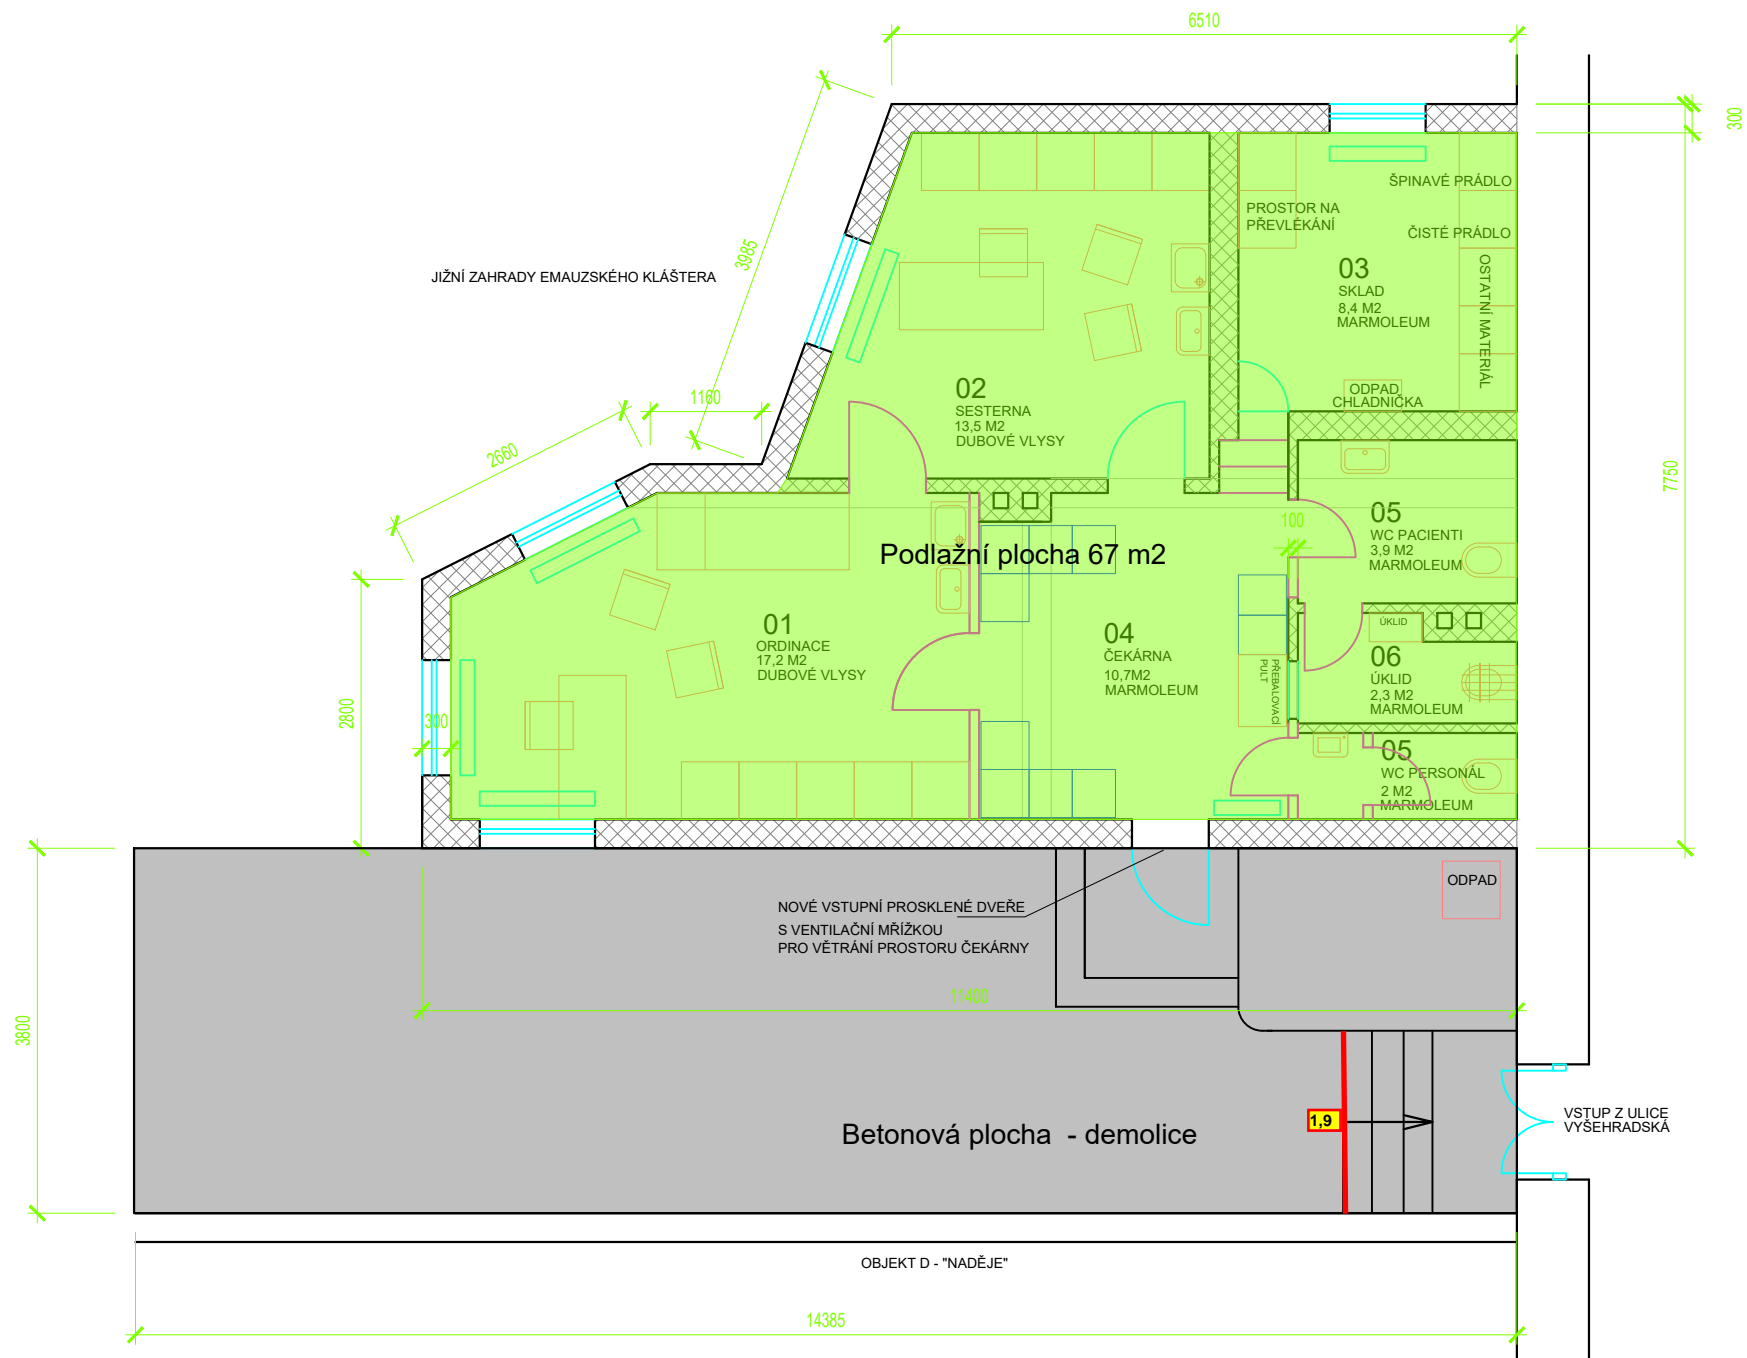 6510
300
3985
JIŽNÍ ZAHRADY EMAUZSKÉHO KLÁŠTERA
ŠPINAVÉ PRÁDLO
PROSTOR NA
PŘEVLÉKÁNÍ
ČISTÉ PRÁDLO
03
SKLAD
8,4 M2
MARMOLEUM
OSTATNÍ MATERIÁL
ODPAD
CHLADNIČKA
02
SESTERNA
13,5 M2
DUBOVÉ VLYSY
1160
2660
7750
100
05
WC PACIENTI
3,9 M2
MARMOLEUM
Podlažní plocha 67 m2
01
ORDINACE
17,2 M2
DUBOVÉ VLYSY
04
ČEKÁRNA
10,7M2
MARMOLEUM
PŘEBALOVACÍ
PULT
ÚKLID
06
ÚKLID
2,3 M2
MARMOLEUM
2800
300
05
WC PERSONÁL
2 M2
MARMOLEUM
ODPAD
NOVÉ VSTUPNÍ PROSKLENÉ DVEŘE
S VENTILAČNÍ MŘÍŽKOU
PRO VĚTRÁNÍ PROSTORU ČEKÁRNY
11400
3800
1,9
Betonová plocha  - demolice
VSTUP Z ULICE
VYŠEHRADSKÁ
OBJEKT D - "NADĚJE"
14385